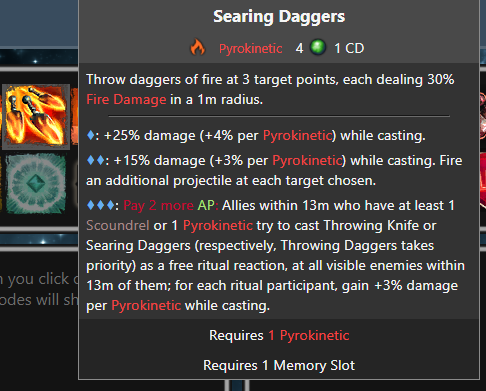 Searing Daggers
Pyrokinetic 4 1 CD
Throw daggers of fire at 3 target points, each dealing 30%
Fire Damage in a 1m radius.
♦: +25% damage (+4% per Pyrokinetic) while casting.
♦♦: +15% damage (+3% per Pyrokinetic) while casting. Fire
an additional projectile at each target chosen.
♦♦♦: Pay 2 more AP: Allies within 13m who have at least 1
Scoundrel or 1 Pyrokinetic try to cast Throwing Knife or
Searing Daggers (respectively, Throwing Daggers takes
priority) as a free ritual reaction, at all visible enemies within
13m of them; for each ritual participant, gain +3% damage
per Pyrokinetic while casting.
Requires 1 Pyrokinetic
Requires 1 Memory Slot
n you click
odes will sh